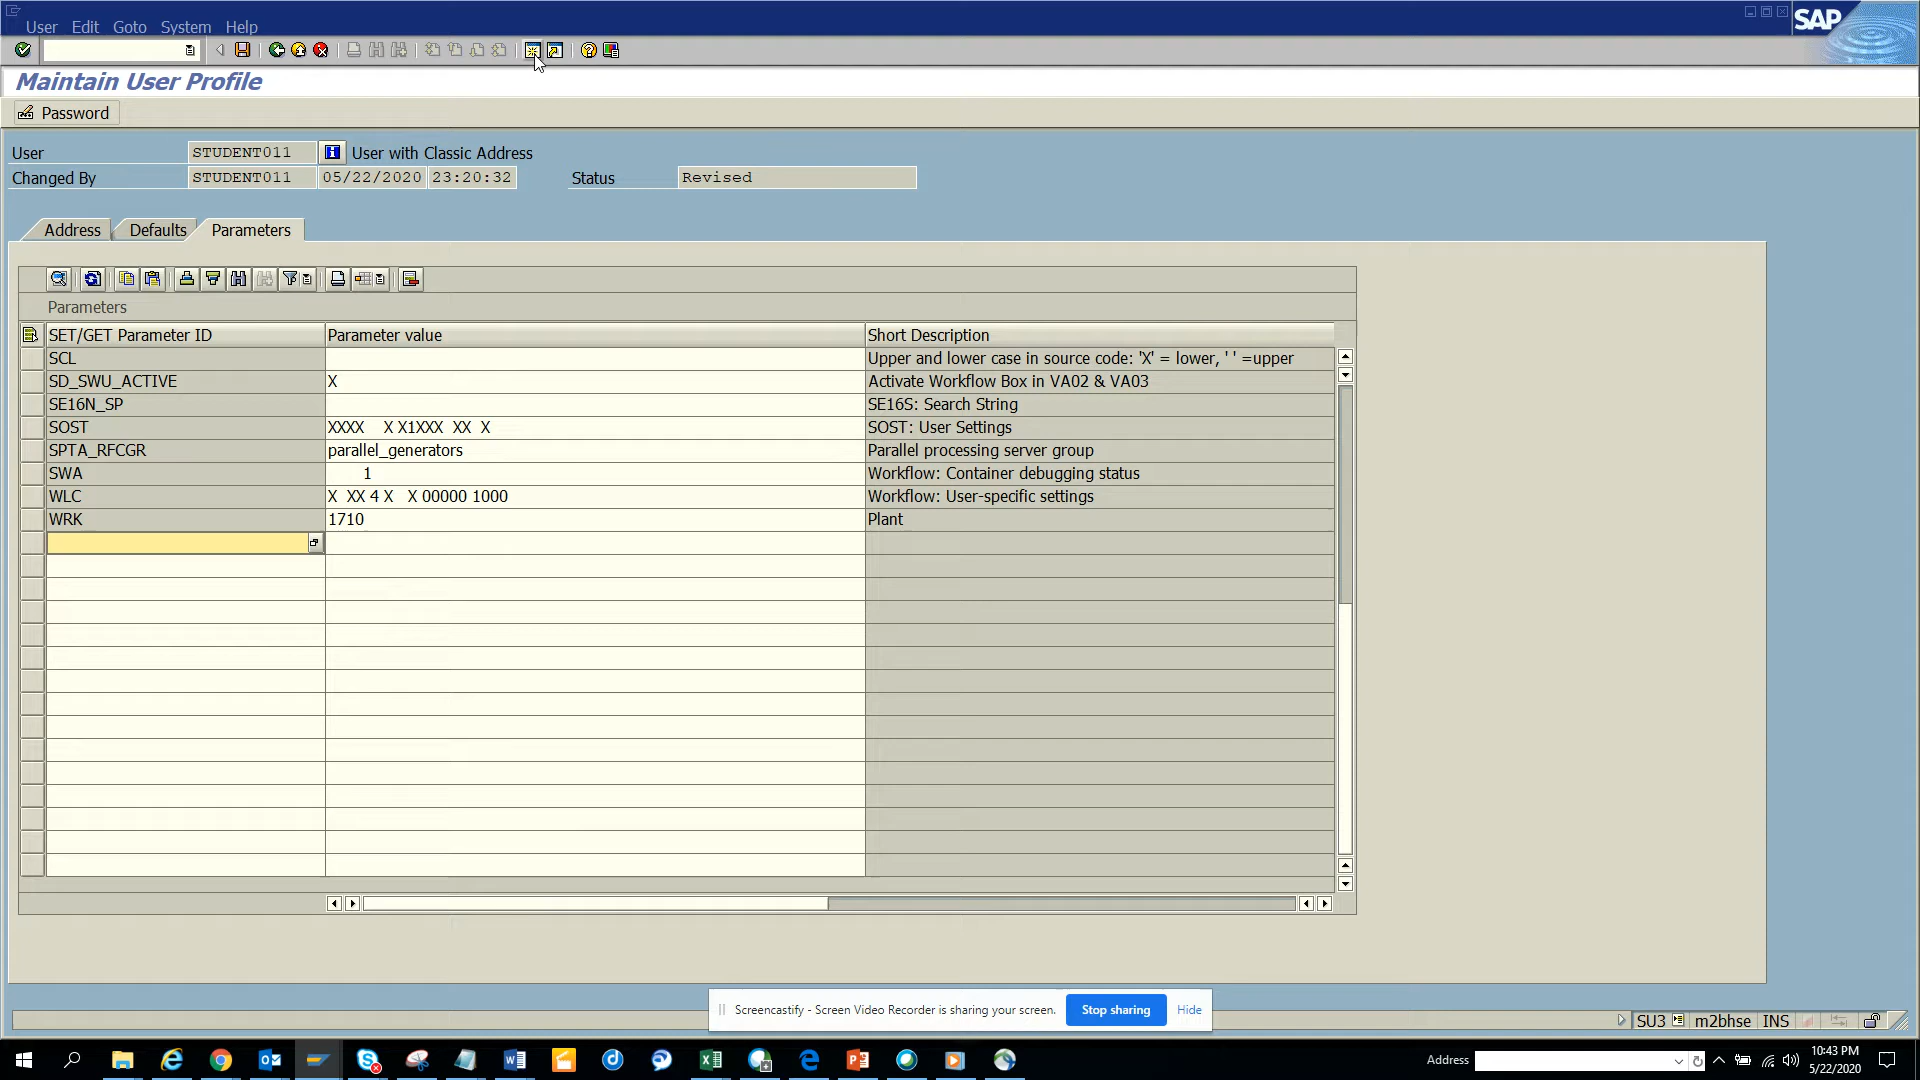 User Edit Goto System Help
SAP
Maintain User Profile
Password
User STUDENT011 User with Classic Address
Changed By STUDENT011 05/22/2020 23:20:32 Status Revised
Address Defaults Parameters
Parameters
SET/GET Parameter ID Parameter value Short Description
SCL Upper and lower case in source code: 'X' = lower, ' ' =upper
SD_SWU_ACTIVE X Activate Workflow Box in VA02 & VA03
SE16N_SP SE16S: Search String
SOST XXXX X X1XXX XX X SOST: User Settings
SPTA_RFCGR parallel_generators Parallel processing server group
SWA 1 Workflow: Container debugging status
WLC X XX 4 X X 00000 1000 Workflow: User-specific settings
WRK 1710 Plant
Screencastify - Screen Video Recorder is sharing your screen. Stop sharing Hide
SU3 m2bhse INS
Address
10:43 PM
5/22/2020